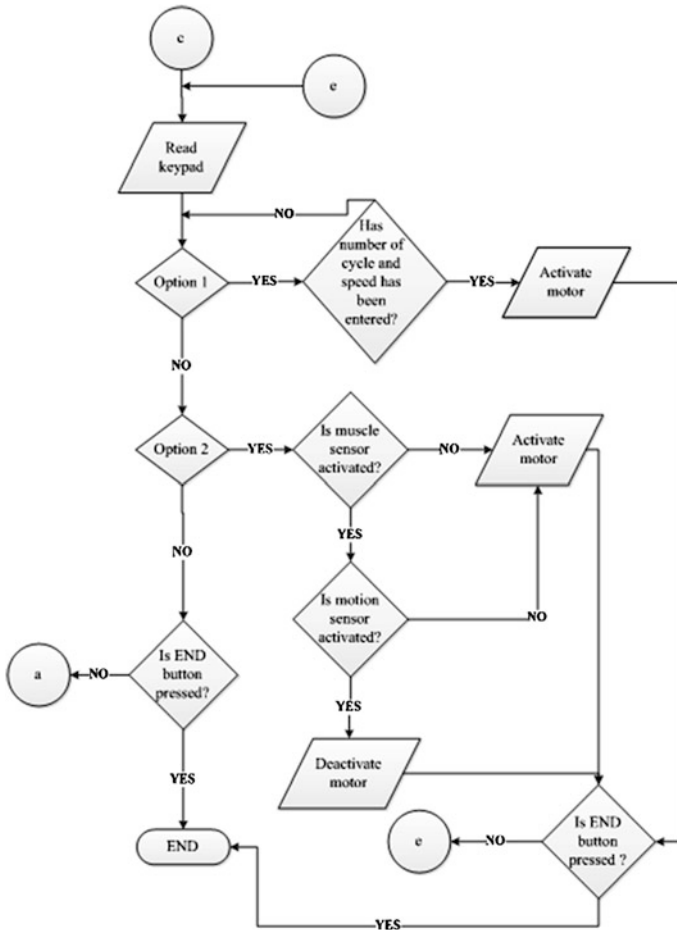 c
e
Read
keypad
NO
Has
number of
cycle and
speed has
been
entered?
Option 1
YES
YES
Activate
motor
NO
Option 2
YES
Is muscle
sensor
activated?
NO
Activate
motor
YES
NO
Is motion
sensor
activated?
NO
Is END
button
pressed?
NO
a
YES
Deactivate
motor
YES
END
e
NO
Is END
button
pressed ?
YES